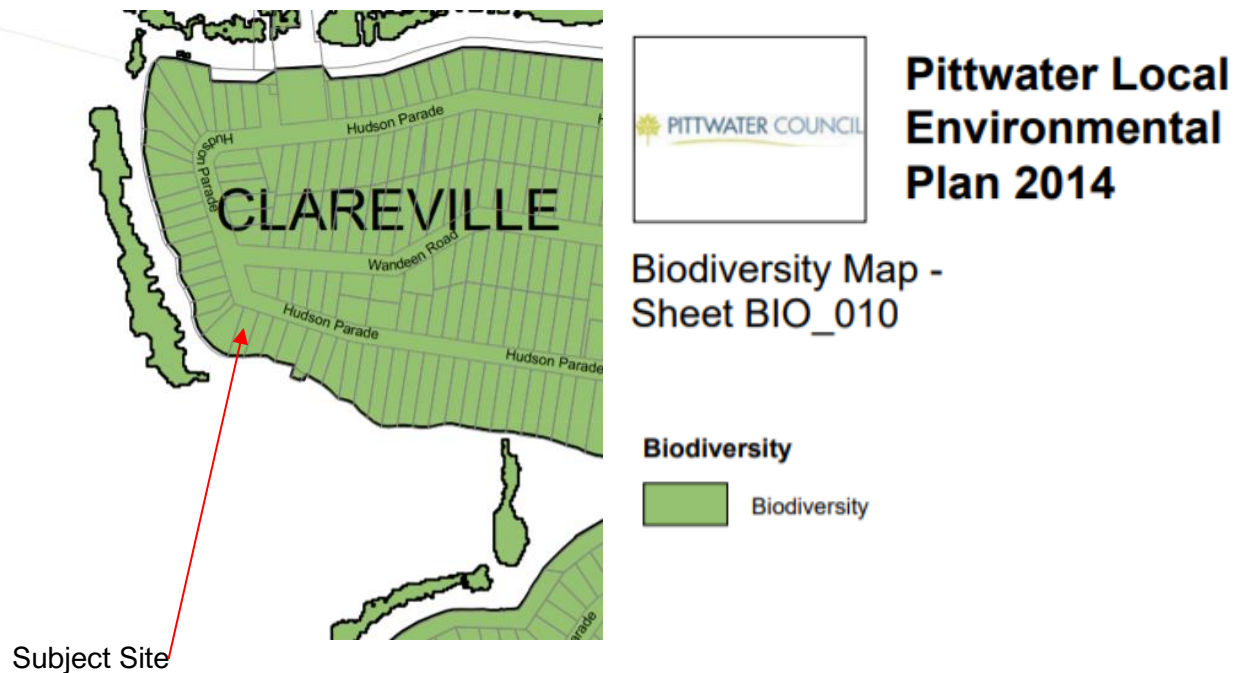 Hudson Parade
Hudson Parade
CLAREVILLE
Wandeen Road
Hudson Parade
Hudson Parade
Subject Site
PITTWATER COUNCIL
Pittwater Local
Environmental
Plan 2014
Biodiversity Map -
Sheet BIO_010
Biodiversity
Biodiversity